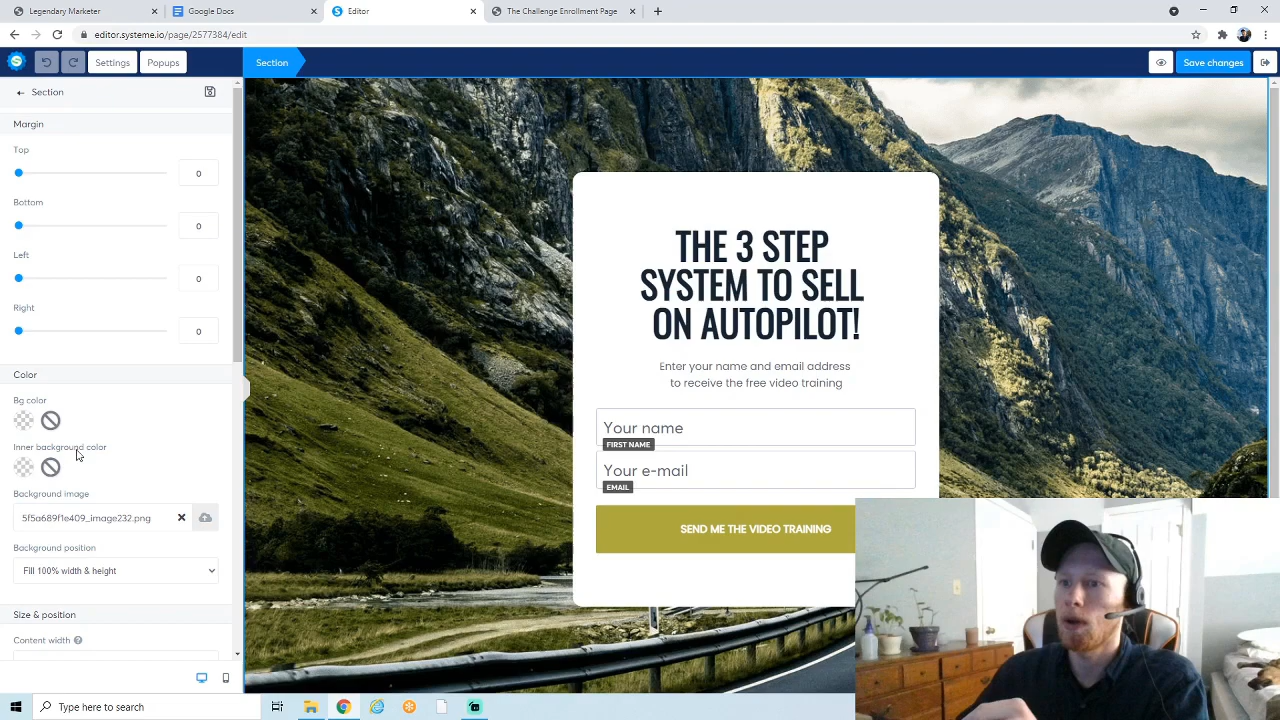 Legendary Marketer
Google Docs
Editor
The Challenge Enrollment Page
editor.systeme.io/page/2577384/edit
Settings
Popups
Section
Save changes
Section
Margin
Top
0
Bottom
0
Left
0
Right
0
Color
Bg color
Inner background color
Background image
5f5a689f1e409_image232.png
Background position
Fill 100% width & height
Size & position
Content width
THE 3 STEP
SYSTEM TO SELL
ON AUTOPILOT!
Enter your name and email address
to receive the free video training
Your name
FIRST NAME
Your e-mail
EMAIL
SEND ME THE VIDEO TRAINING
Type here to search